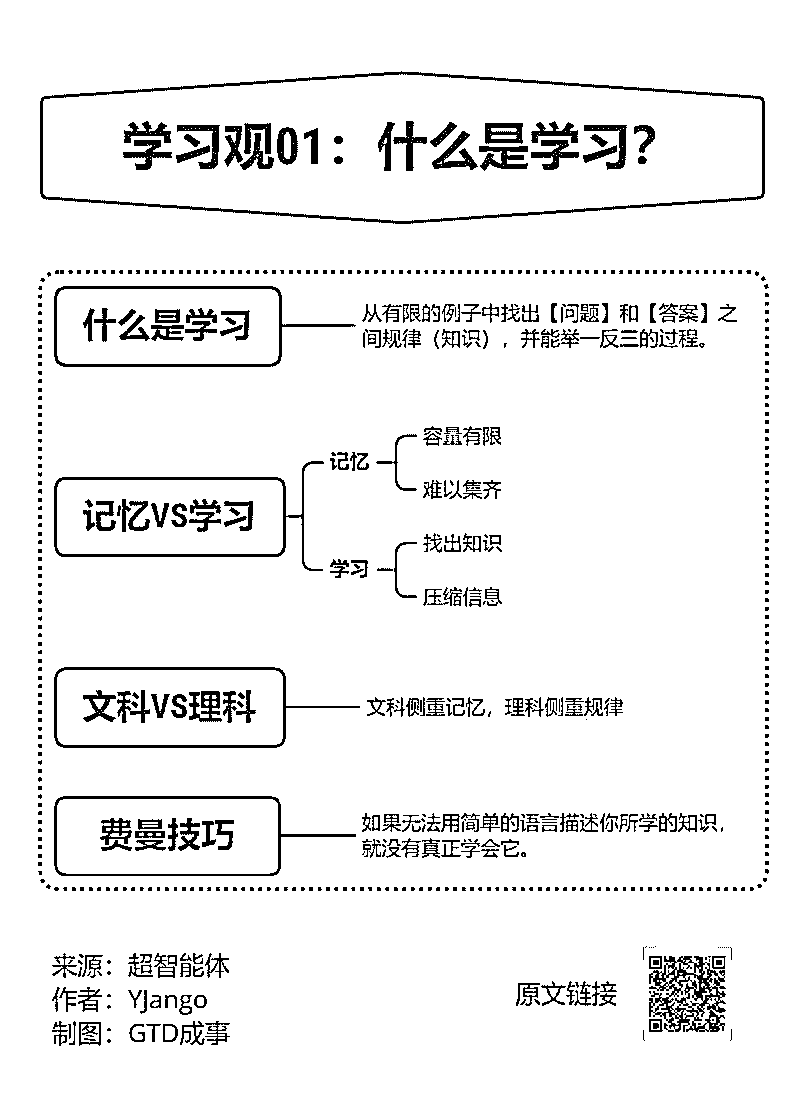 学习观01：什么是学习？
什么是学习
从有限的例子中找出【问题】和【答案】之
间规律（知识），并能举一反三的过程。
记忆VS学习
记忆
容量有限
难以集齐
学习
找出知识
压缩信息
文科VS理科
文科侧重记忆，理科侧重规律
费曼技巧
如果无法用简单的语言描述你所学的知识，
就没有真正学会它。
来源：超智能体
作者：YJango
制图：GTD成事
原文链接